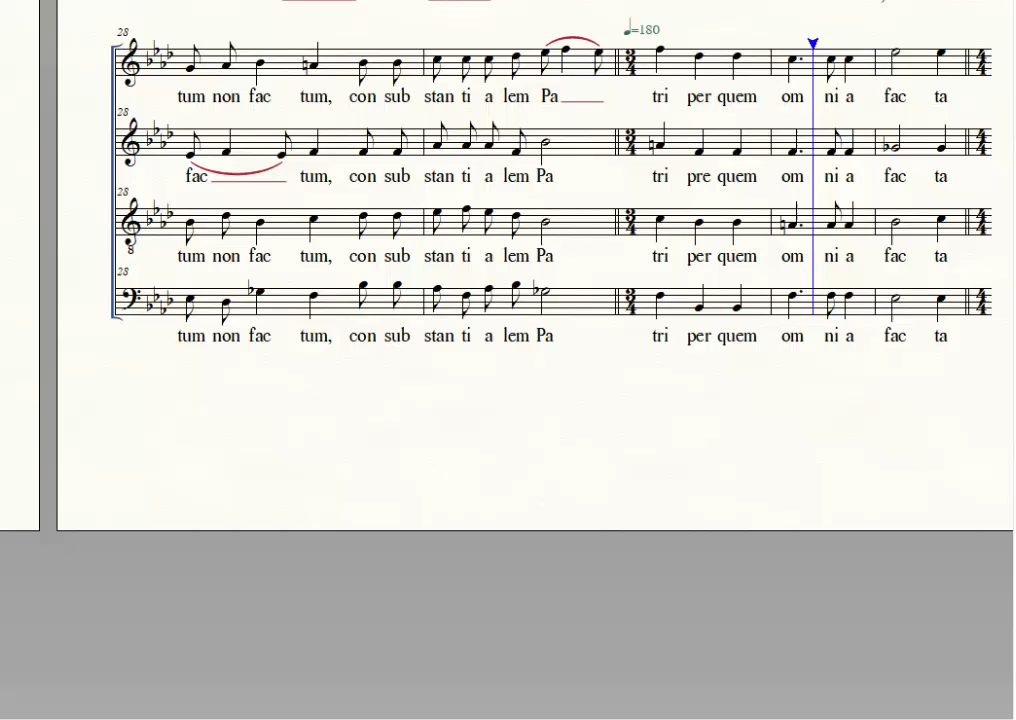 28
♩=180
tum non fac tum, con sub stan ti a lem Pa tri per quem om ni a fac ta
28
fac tum, con sub stan ti a lem Pa tri pre quem om ni a fac ta
28
8
tum non fac tum, con sub stan ti a lem Pa tri per quem om ni a fac ta
28
tum non fac tum, con sub stan ti a lem Pa tri per quem om ni a fac ta